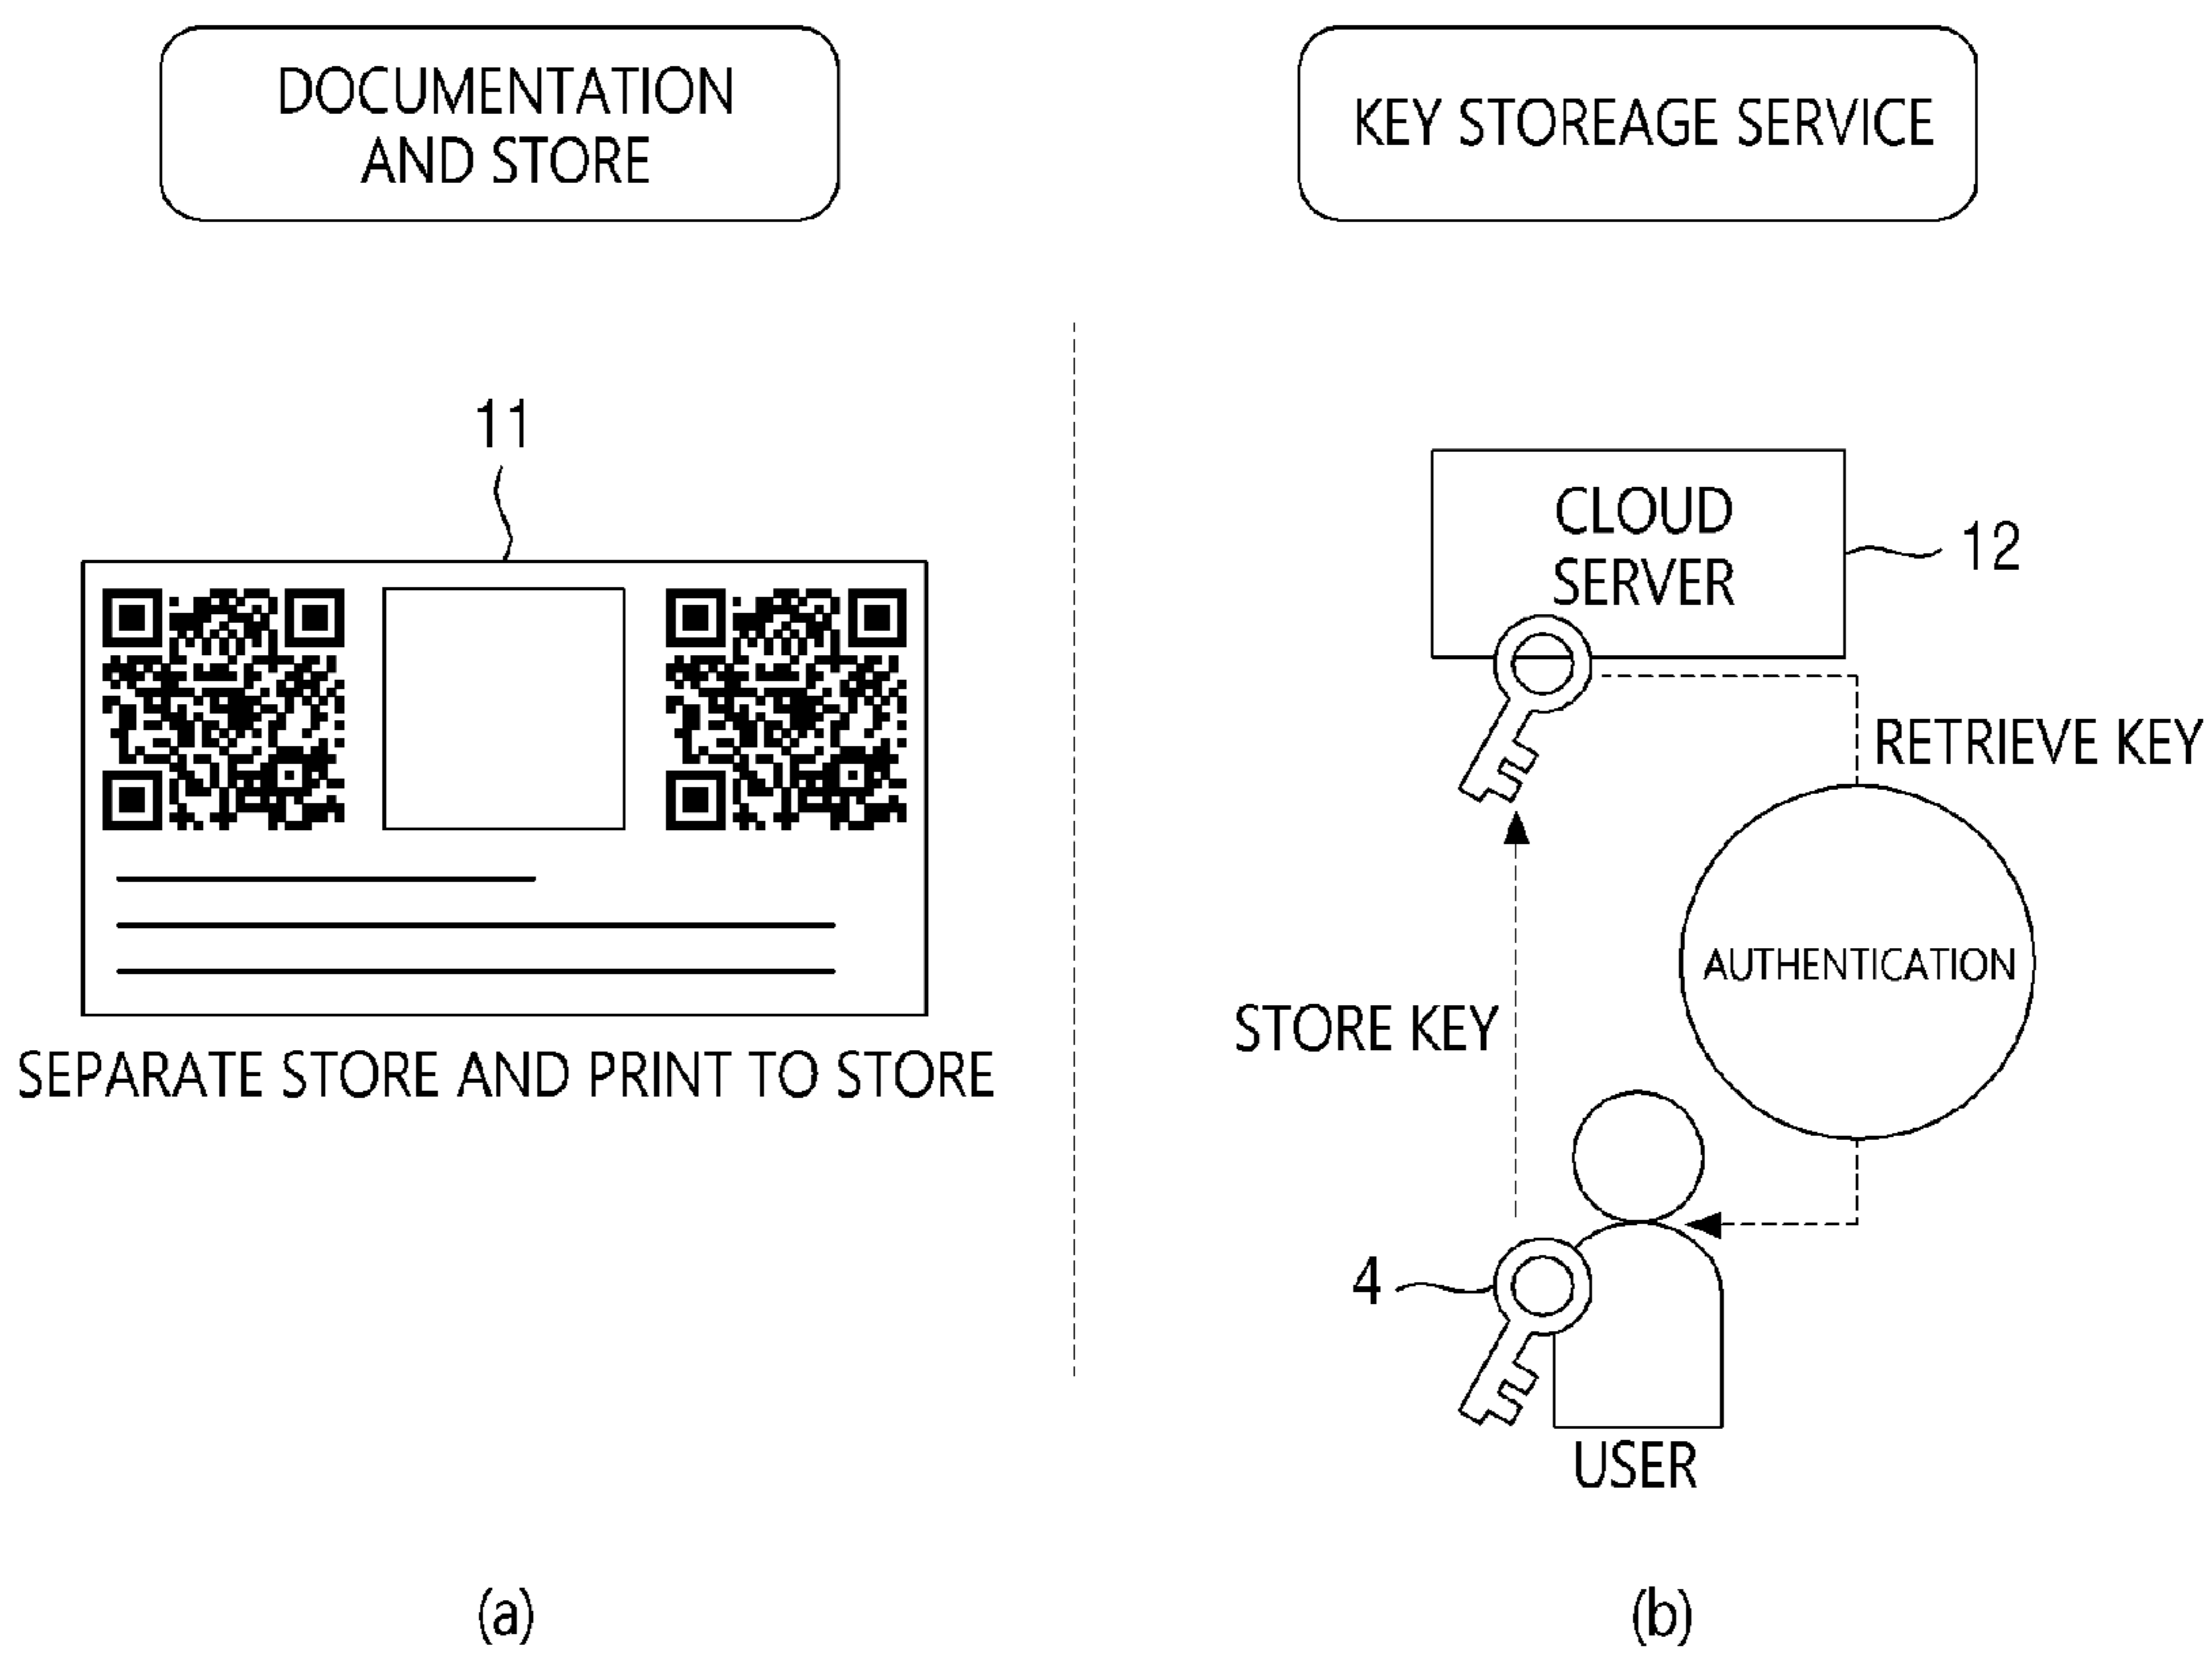 DOCUMENTATION
AND STORE
11
SEPARATE STORE AND PRINT TO STORE
(a)
KEY STOREAGE SERVICE
CLOUD
SERVER
12
RETRIEVE KEY
AUTHENTICATION
STORE KEY
4
USER
(b)